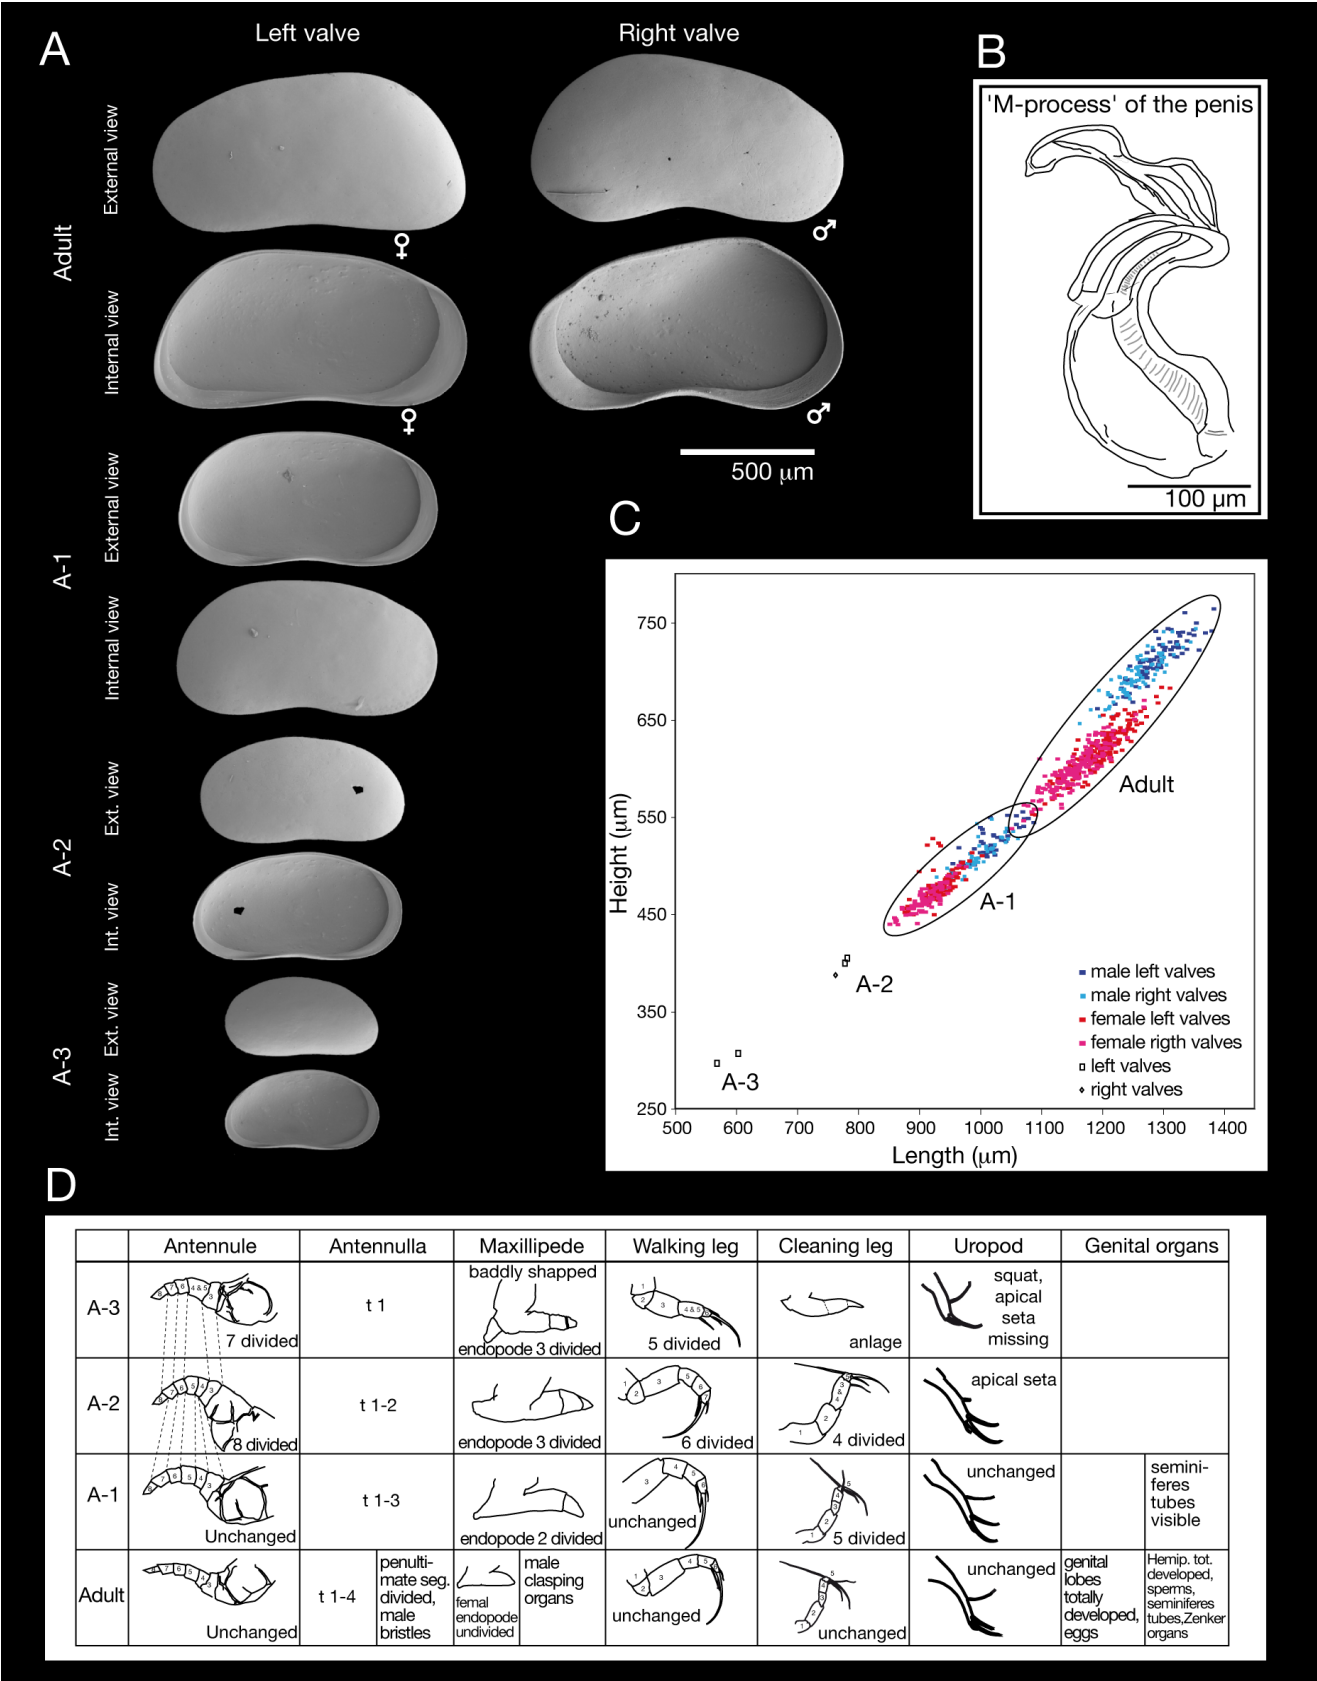 A
Left valve
Right valve
Adult
External view
♀
♂
Internal view
♀
♂
500 µm
A-1
External view
Internal view
A-2
Ext. view
Int. view
A-3
Ext. view
Int. view
B
'M-process' of the penis
100 µm
C
Height (µm)
750
650
550
450
350
250
500
600
700
800
900
1000
1100
1200
1300
1400
Length (µm)
Adult
A-1
A-2
A-3
male left valves
male right valves
female left valves
female rigth valves
left valves
right valves
D
Antennule
Antennulla
Maxillipede
Walking leg
Cleaning leg
Uropod
Genital organs
A-3
7 divided
t 1
baddly shapped
endopode 3 divided
5 divided
anlage
squat,
apical
seta
missing
A-2
8 divided
t 1-2
endopode 3 divided
6 divided
4 divided
apical seta
A-1
Unchanged
t 1-3
endopode 2 divided
unchanged
5 divided
unchanged
semini-
feres
tubes
visible
Adult
Unchanged
t 1-4
penulti-
mate seg.
divided,
male
bristles
femal
endopode
undivided
male
clasping
organs
unchanged
unchanged
unchanged
genital
lobes
totally
developed,
eggs
Hemip. tot.
developed,
sperms,
seminiferes
tubes,Zenker
organs